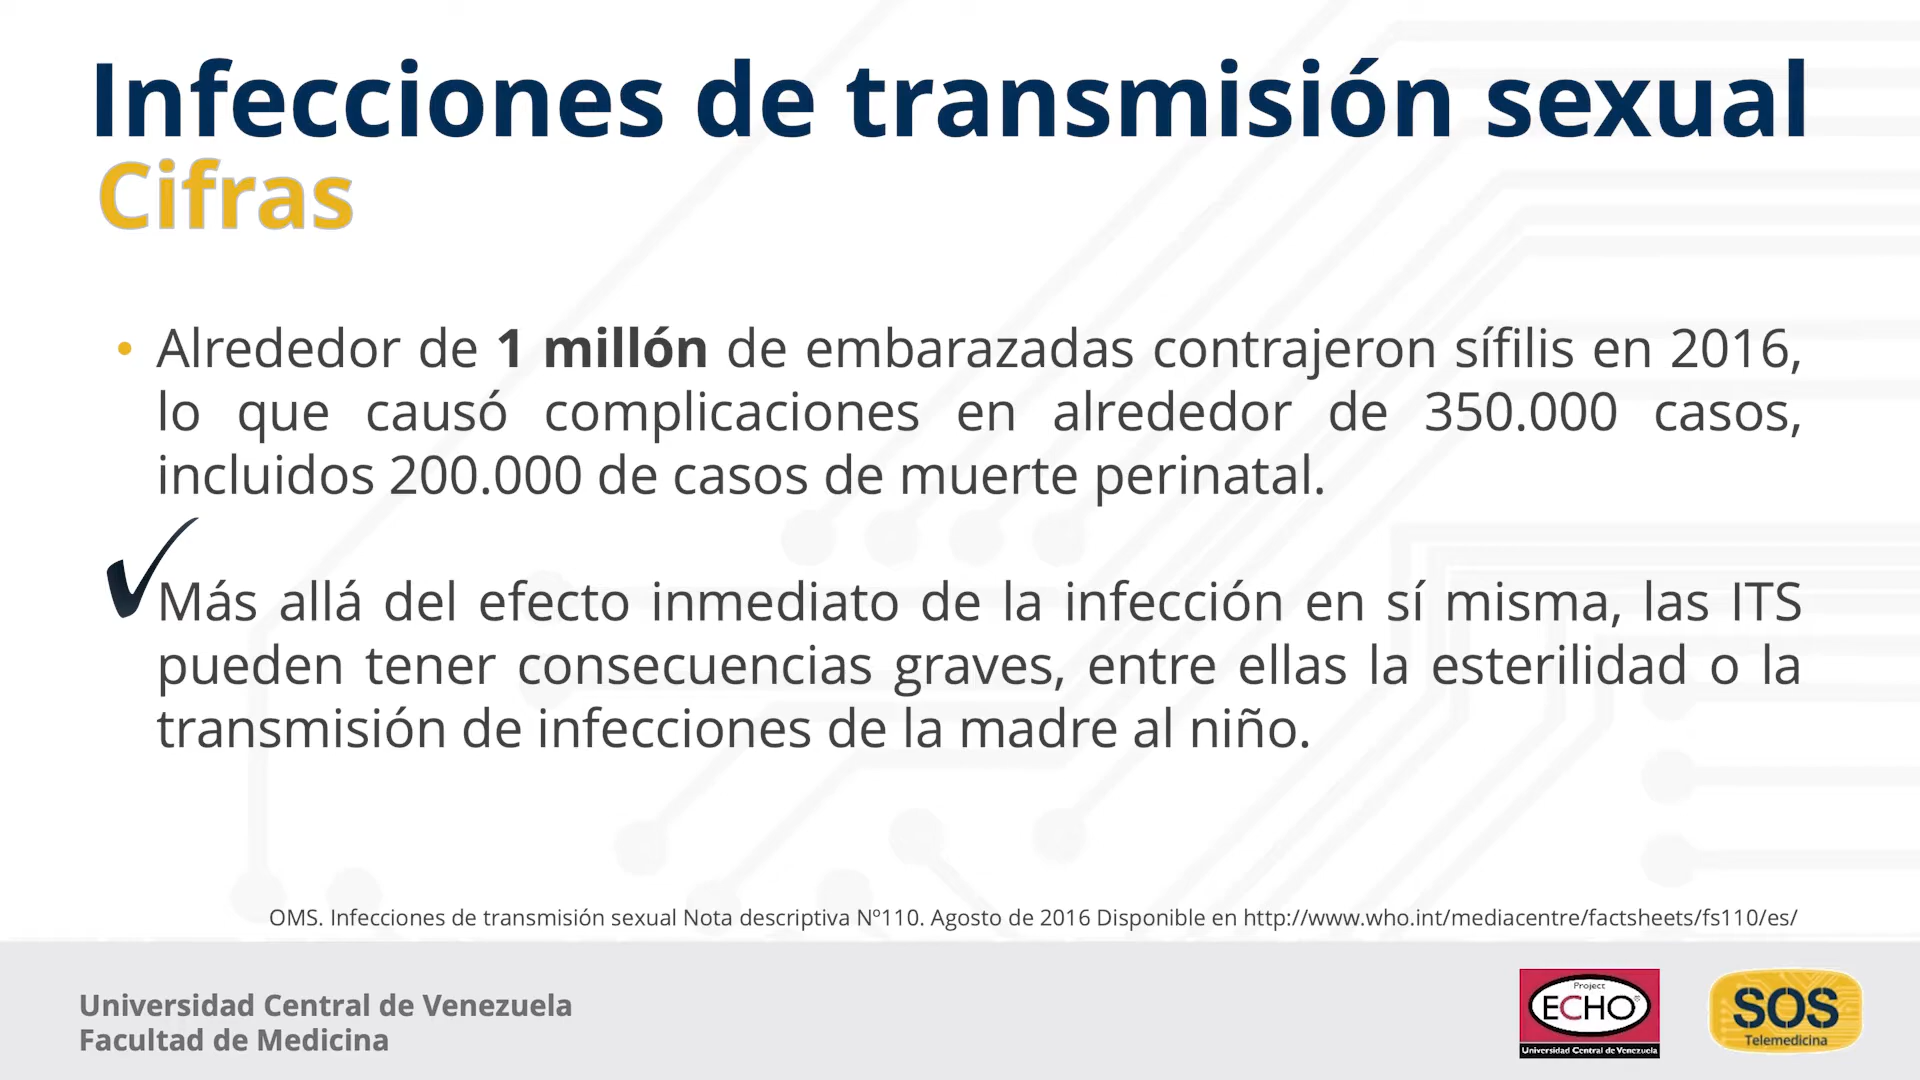 Infecciones de transmisión sexual
Cifras
• Alrededor de 1 millón de embarazadas contrajeron sífilis en 2016,
lo que causó complicaciones en alrededor de 350.000 casos,
incluidos 200.000 de casos de muerte perinatal.
✓
Más allá del efecto inmediato de la infección en sí misma, las ITS
pueden tener consecuencias graves, entre ellas la esterilidad o la
transmisión de infecciones de la madre al niño.
OMS. Infecciones de transmisión sexual Nota descriptiva Nº110. Agosto de 2016 Disponible en http://www.who.int/mediacentre/factsheets/fs110/es/
Universidad Central de Venezuela
Facultad de Medicina
Project
ECHO®
Universidad Central de Venezuela
SOS
Telemedicina